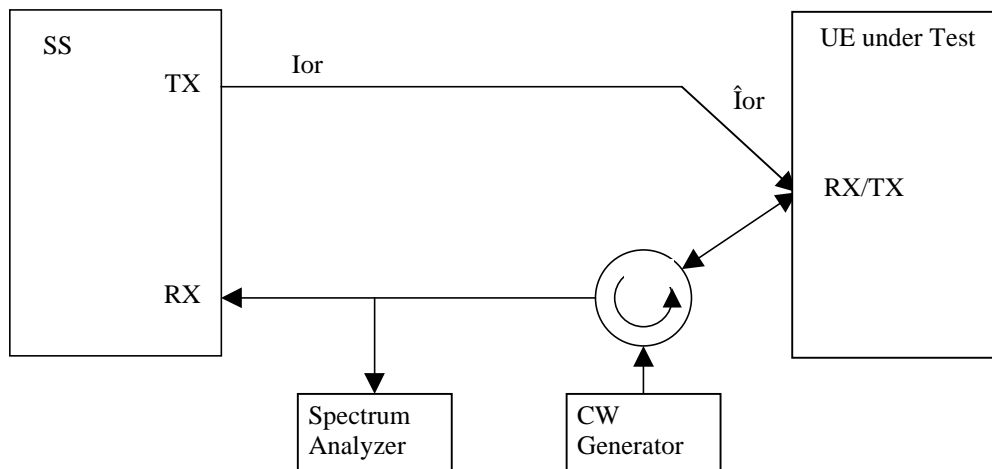 SS
UE under Test
TX
Ior
Îor
RX/TX
RX
Spectrum
Analyzer
CW
Generator